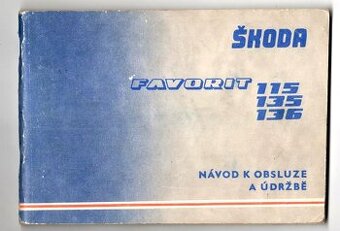 ŠKODA
FAVORIT 115
135
136
NÁVOD K OBSLUZE
A ÚDRŽBĚ